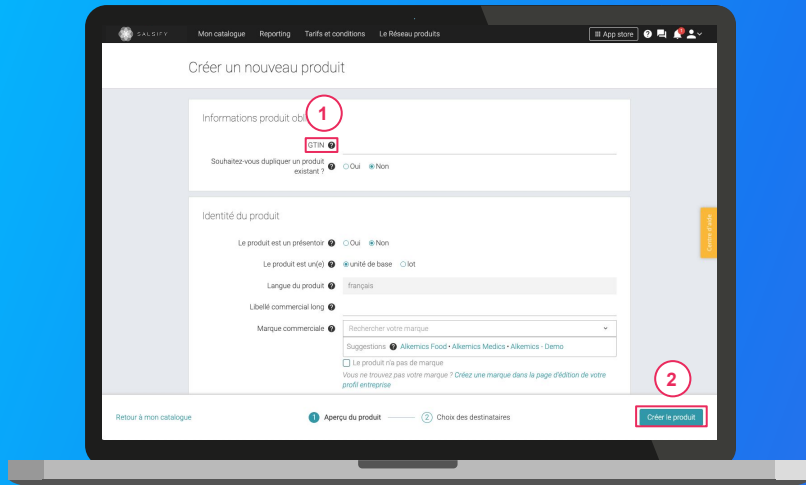 SALSIFY Mon catalogue Reporting Tarifs et conditions Le Réseau produits App store
Créer un nouveau produit
1
Informations produit obl
GTIN
Souhaitez-vous dupliquer un produit
existant ? Oui Non
Identité du produit
Le produit est un présentoir Oui Non
Le produit est un(e) unité de base lot
Langue du produit français
Libellé commercial long
Marque commerciale Rechercher votre marque
Suggestions Alkemics Food • Alkemics Medics • Alkemics - Demo
Le produit n'a pas de marque
Vous ne trouvez pas votre marque ? Créez une marque dans la page d'édition de votre
profil entreprise
Centre d'aide
2
Retour à mon catalogue 1 Aperçu du produit 2 Choix des destinataires Créer le produit